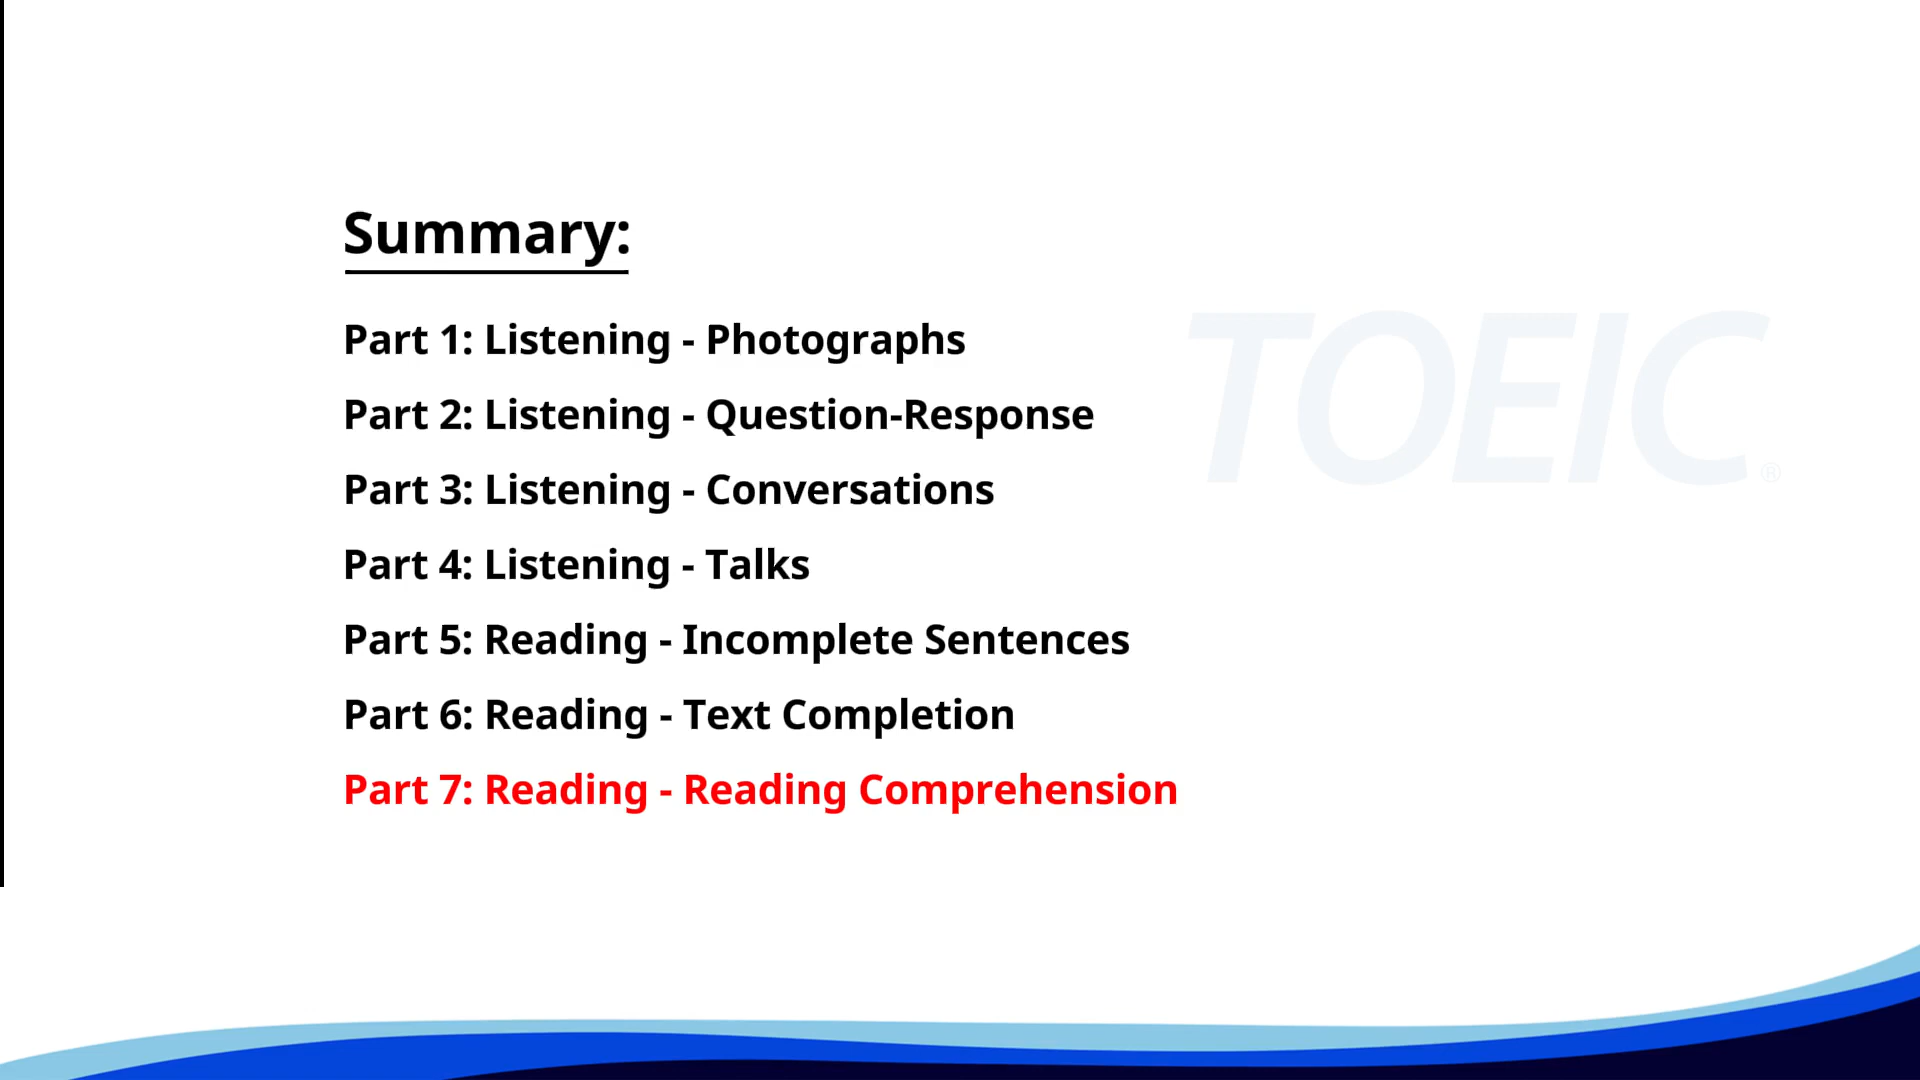 Summary:
Part 1: Listening - Photographs
Part 2: Listening - Question-Response
Part 3: Listening - Conversations
Part 4: Listening - Talks
Part 5: Reading - Incomplete Sentences
Part 6: Reading - Text Completion
Part 7: Reading - Reading Comprehension
TOEIC®